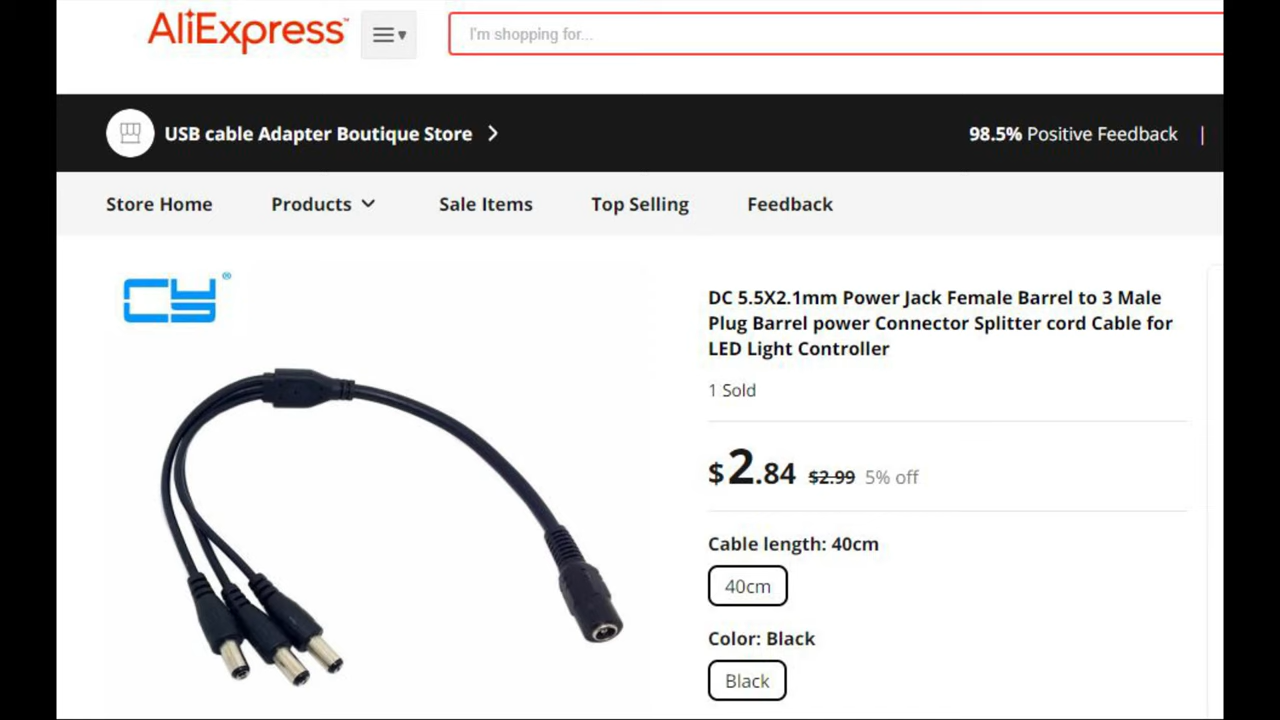 AliExpress™
I'm shopping for...
USB cable Adapter Boutique Store
98.5% Positive Feedback |
Store Home Products Sale Items Top Selling Feedback
CY®
DC 5.5X2.1mm Power Jack Female Barrel to 3 Male
Plug Barrel power Connector Splitter cord Cable for
LED Light Controller
1 Sold
$2.84 $2.99 5% off
Cable length: 40cm
40cm
Color: Black
Black